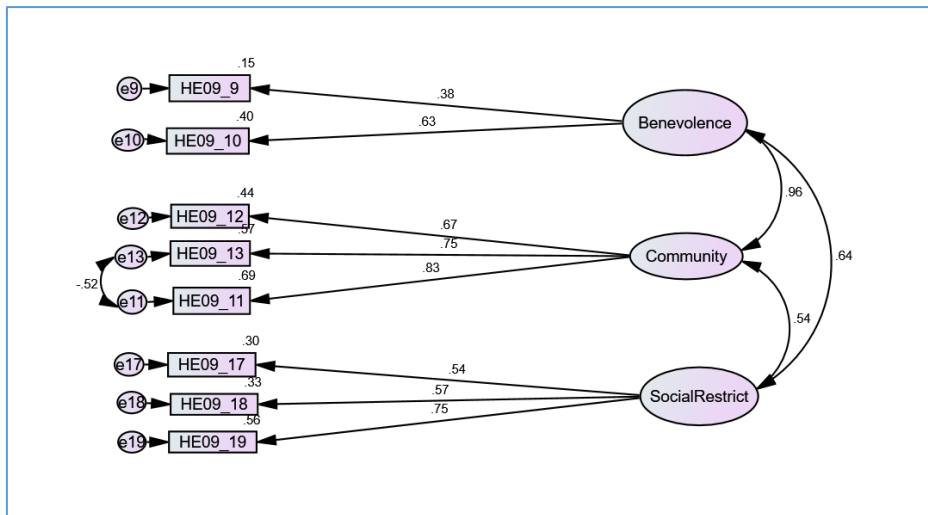 .15
e9 HE09_9 .38
.40
e10 HE09_10 .63
Benevolence
.96
.44
e12 HE09_12 .67
.57
e13 HE09_13 .75
Community
.64
-.52
.69
e11 HE09_11 .83
.54
.30
e17 HE09_17 .54
.33
e18 HE09_18 .57
SocialRestrict
.56
e19 HE09_19 .75